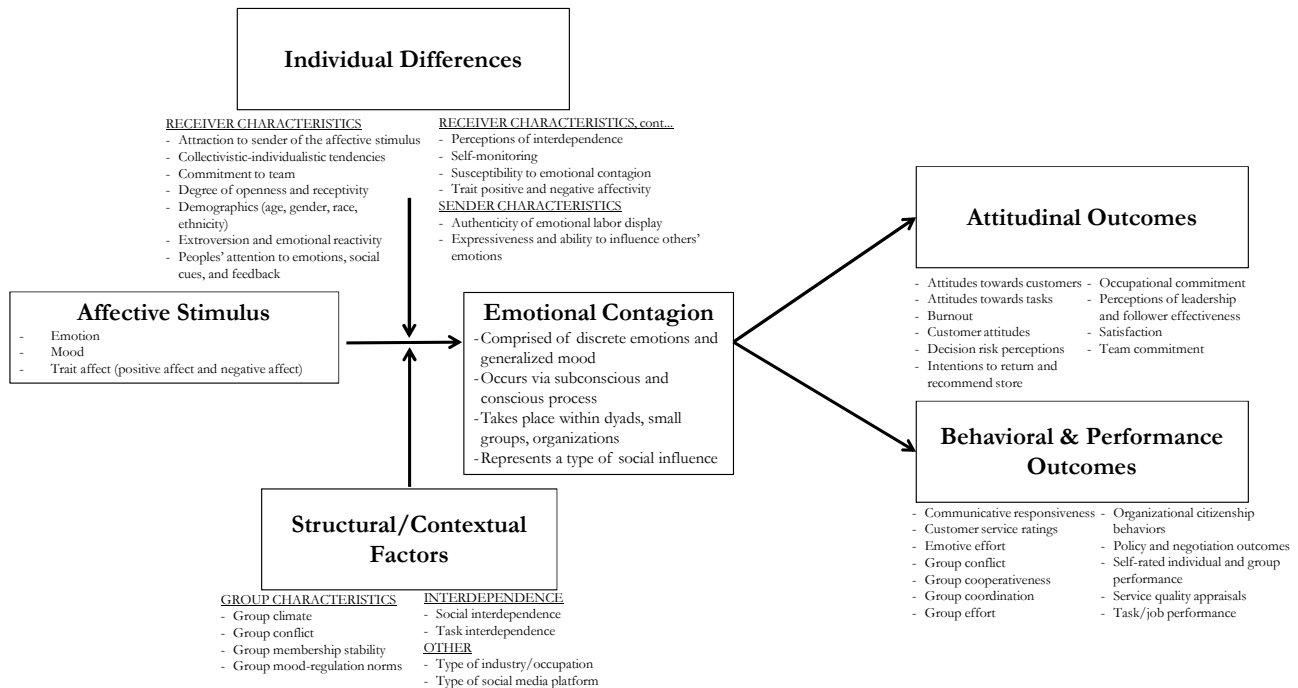 Individual Differences
RECEIVER CHARACTERISTICS
- Attraction to sender of the affective stimulus
- Collectivistic-individualistic tendencies
- Commitment to team
- Degree of openness and receptivity
- Demographics (age, gender, race,
ethnicity)
- Extroversion and emotional reactivity
- Peoples' attention to emotions, social
cues, and feedback
RECEIVER CHARACTERISTICS, cont...
- Perceptions of interdependence
- Self-monitoring
- Susceptibility to emotional contagion
- Trait positive and negative affectivity
SENDER CHARACTERISTICS
- Authenticity of emotional labor display
- Expressiveness and ability to influence others'
emotions
Affective Stimulus
- Emotion
- Mood
- Trait affect (positive affect and negative affect)
Emotional Contagion
- Comprised of discrete emotions and
generalized mood
- Occurs via subconscious and
conscious process
- Takes place within dyads, small
groups, organizations
- Represents a type of social influence
Structural/Contextual
Factors
GROUP CHARACTERISTICS
- Group climate
- Group conflict
- Group membership stability
- Group mood-regulation norms
INTERDEPENDENCE
- Social interdependence
- Task interdependence
OTHER
- Type of industry/occupation
- Type of social media platform
Attitudinal Outcomes
- Attitudes towards customers
- Attitudes towards tasks
- Burnout
- Customer attitudes
- Decision risk perceptions
- Intentions to return and
recommend store
- Occupational commitment
- Perceptions of leadership
and follower effectiveness
- Satisfaction
- Team commitment
Behavioral & Performance
Outcomes
- Communicative responsiveness
- Customer service ratings
- Emotive effort
- Group conflict
- Group cooperativeness
- Group coordination
- Group effort
- Organizational citizenship
behaviors
- Policy and negotiation outcomes
- Self-rated individual and group
performance
- Service quality appraisals
- Task/job performance